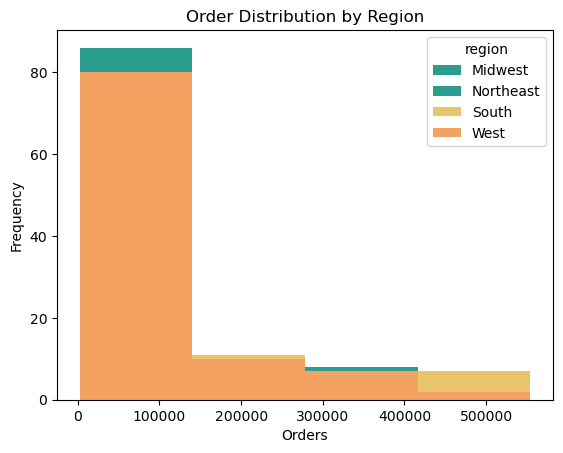 Order Distribution by Region
region
Midwest
Northeast
South
West
Frequency
80
60
40
20
0
0 100000 200000 300000 400000 500000
Orders